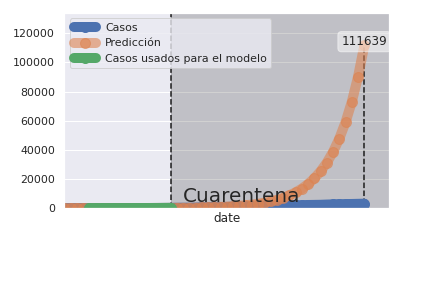 120000
100000
80000
60000
40000
20000
0
Casos
Predicción
Casos usados para el modelo
111639
Cuarentena
date